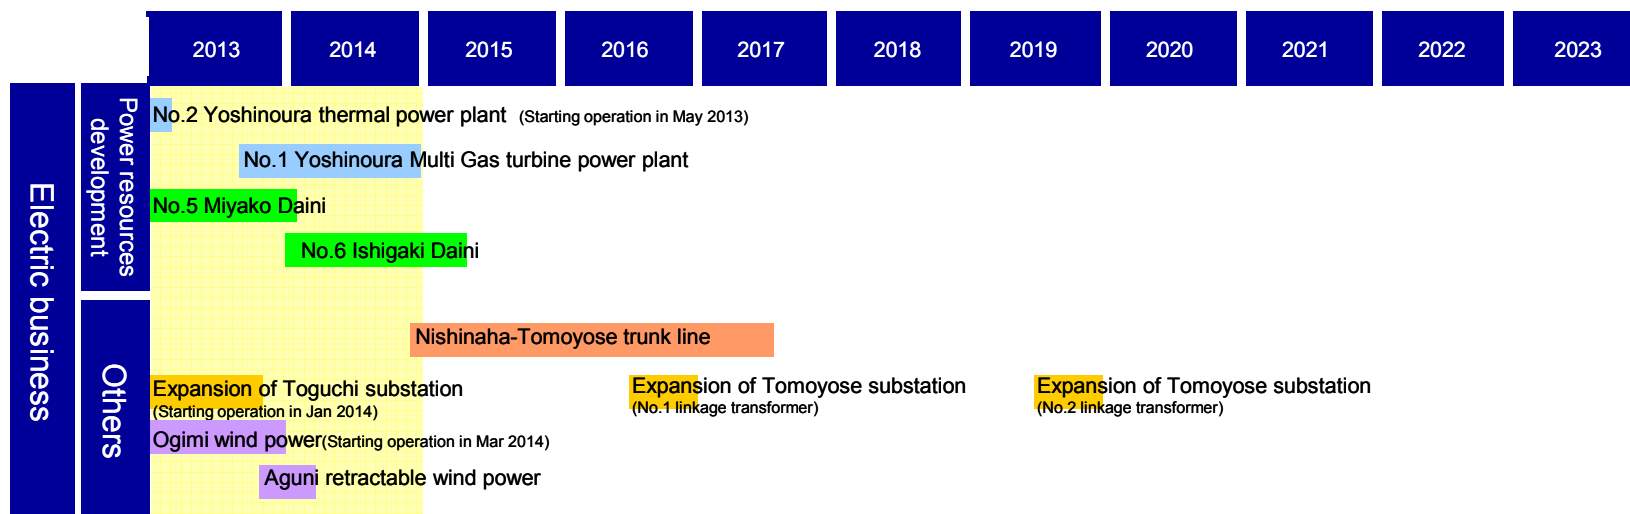 2013 2014 2015 2016 2017 2018 2019 2020 2021 2022 2023
Electric business
Power resources
development
No.2 Yoshinoura thermal power plant (Starting operation in May 2013)
No.1 Yoshinoura Multi Gas turbine power plant
No.5 Miyako Daini
No.6 Ishigaki Daini
Others
Nishinaha-Tomoyose trunk line
Expansion of Toguchi substation
(Starting operation in Jan 2014)
Expansion of Tomoyose substation
(No.1 linkage transformer)
Expansion of Tomoyose substation
(No.2 linkage transformer)
Ogimi wind power(Starting operation in Mar 2014)
Aguni retractable wind power